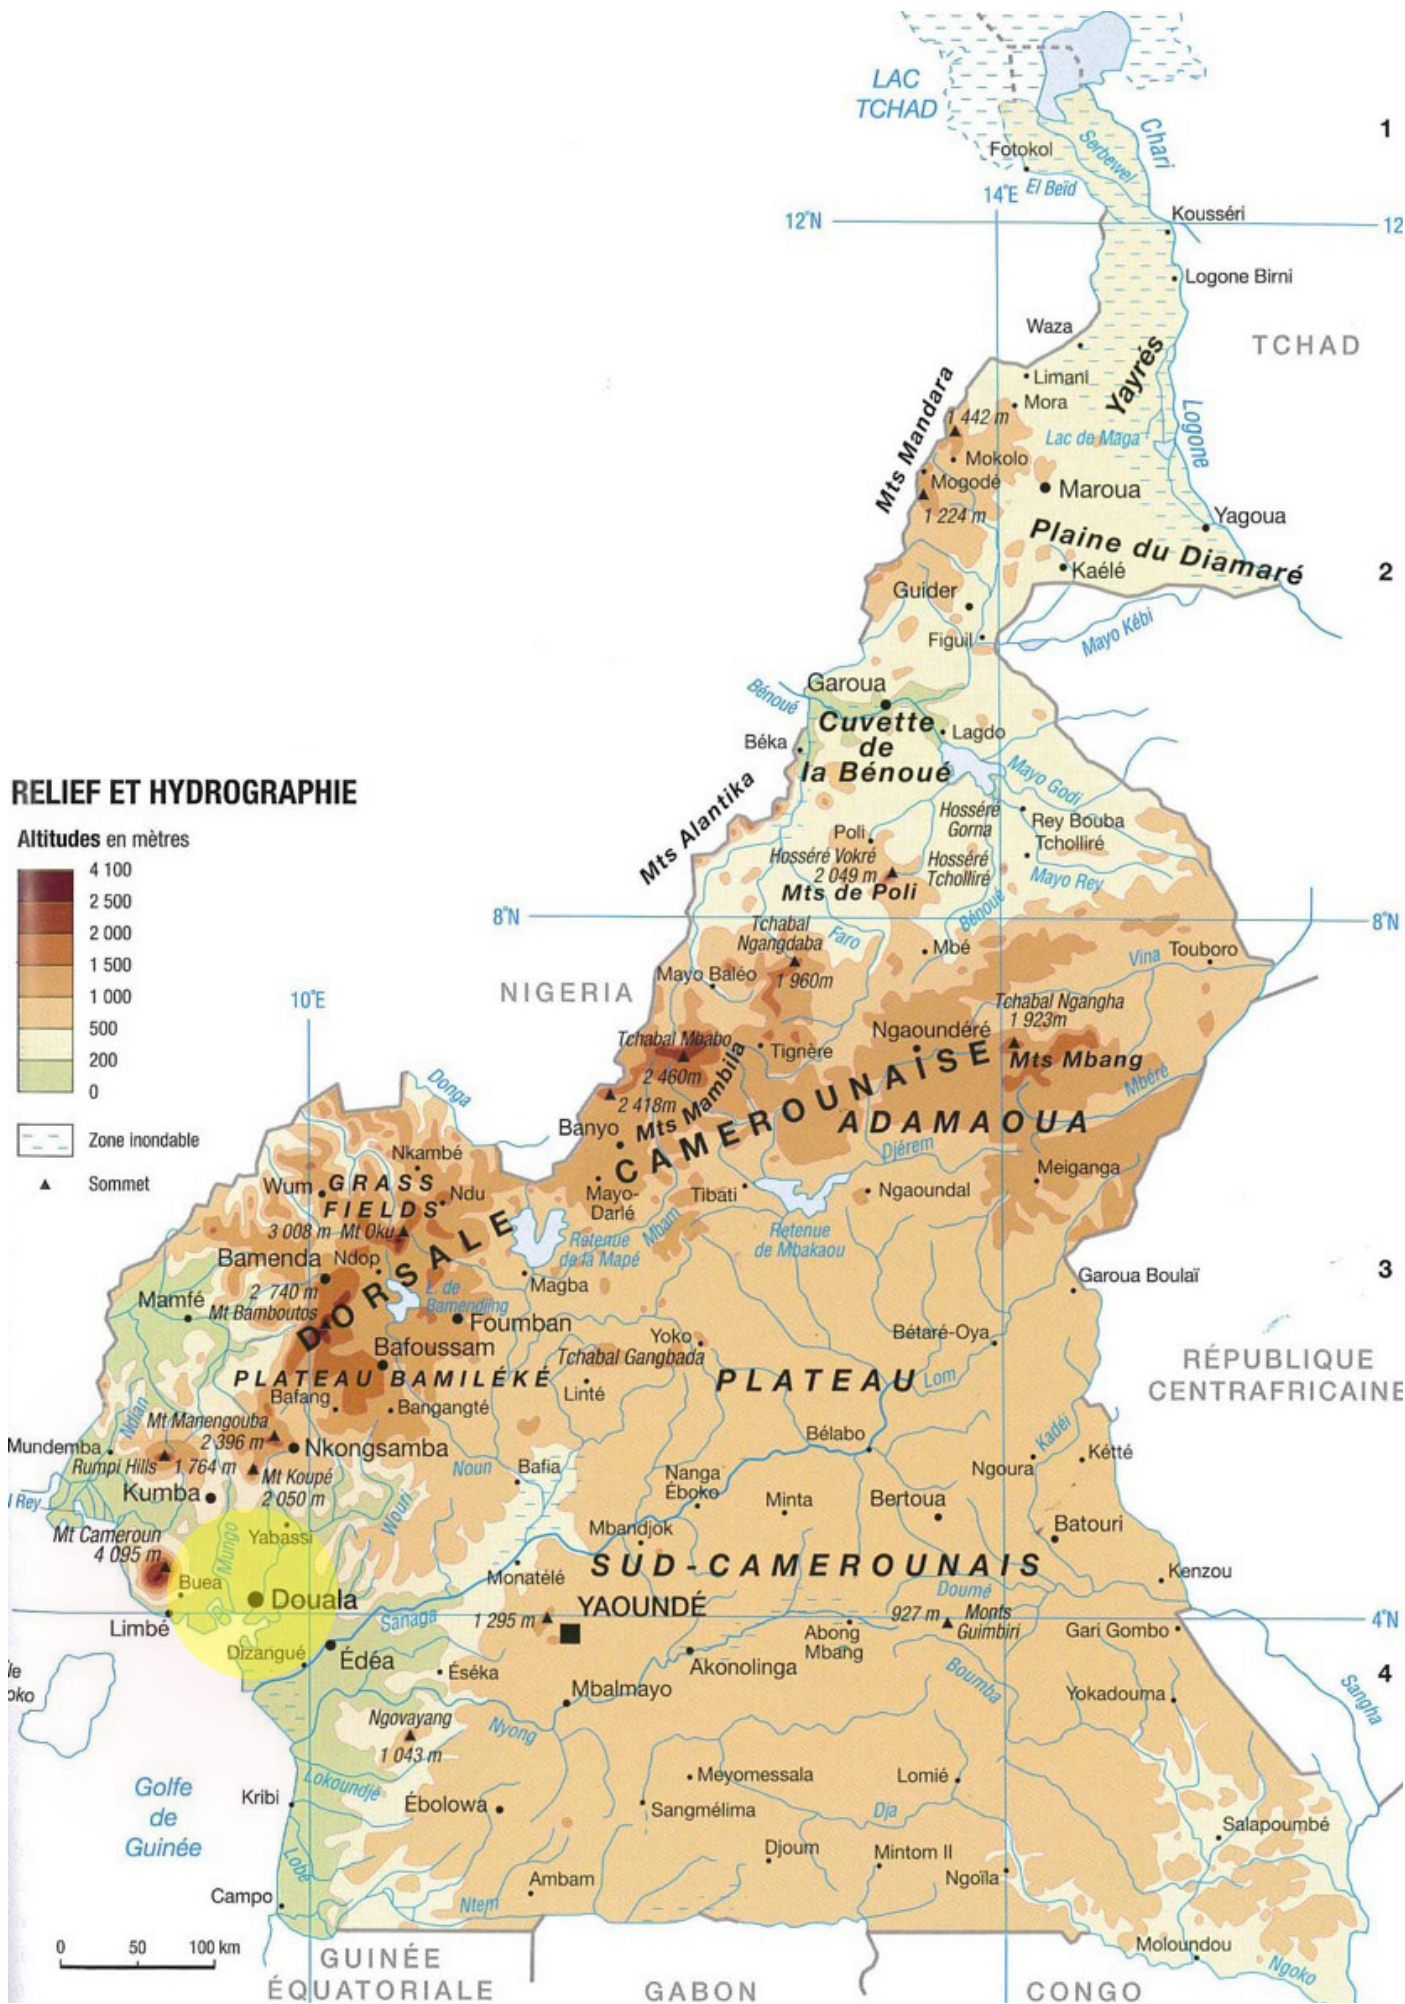 LAC
TCHAD
1
Chari
Serbewel
Fotokol
El Beïd
14°E
12°N
Kousséri
12
Logone Birni
Waza
TCHAD
Yayrés
Limani
Mora
Mts Mandara
1 442 m
Lac de Maga
Logone
Mokolo
Mogodé
Maroua
1 224 m
Yagoua
Plaine du Diamaré
Kaélé
2
Guider
Figuil
Mayo Kébi
Garoua
Bénoué
Cuvette
de
la Bénoué
Lagdo
Béka
Mayo Godi
RELIEF ET HYDROGRAPHIE
Altitudes en mètres
4 100
2 500
2 000
1 500
1 000
500
200
0
Zone inondable
Sommet
Mts Alantika
Hosséré
Gorna
Rey Bouba
Poli
Tcholliré
Hosséré Vokré
2 049 m
Hosséré
Tcholliré
Mayo Rey
Mts de Poli
8°N
8°N
Bénoué
Tchabal
Ngangdaba
Faro
Mbé
Vina
Touboro
Mayo Baléo
1 960m
NIGERIA
10°E
Tchabal Ngangha
1 923m
Ngaoundéré
Tchabal Mbabo
Tignère
Mts Mbang
2 460m
Mbéré
Donga
2 418m
Mts Mambila
Banyo
DORSALE CAMEROUNAISE
ADAMAOUA
Djérem
Nkambé
Meiganga
Wum
GRASS
FIELDS
Ndu
Mayo-
Darlé
Tibati
Ngaoundal
3 008 m Mt Oku
Retenue
de la Mapé
Mbam
Retenue
de Mbakaou
Bamenda
Ndop
3
Garoua Boulaï
Magba
2 740 m
Mt Bamboutos
L. de
Bamendjing
Mamfé
Foumban
Yoko
Bétaré-Oya
Bafoussam
Tchabal Gangbada
RÉPUBLIQUE
CENTRAFRICAINE
PLATEAU BAMILÉKÉ
PLATEAU
Lom
Linté
Bafang
Bangangté
Ndian
Mt Manengouba
2 396 m
Kadéï
Bélabo
Mundemba
Nkongsamba
Kétté
Rumpi Hills
1 764 m
Mt Koupé
2 050 m
Noun
Bafia
Nanga
Éboko
Ngoura
Kumba
Minta
Bertoua
l Rey
Wouri
Yabassi
Mungo
Mbandjok
Batouri
Mt Cameroun
4 095 m
SUD-CAMEROUNAIS
Buea
Monatélé
Kenzou
Doumé
Douala
1 295 m
YAOUNDÉ
927 m
Monts
Guimbiri
4°N
Limbé
Sanaga
Abong
Mbang
Gari Gombo
Dizangué
Édéa
Éséka
Akonolinga
le
oko
4
Boumba
Mbalmayo
Yokadouma
Sangha
Ngovayang
1 043 m
Nyong
Golfe
de
Guinée
Lokoundjé
Meyomessala
Lomié
Kribi
Ébolowa
Sangmélima
Dja
Salapoumbé
Djoum
Mintom II
Lobé
Ngoïla
Ambam
Campo
Ntem
0 50 100 km
Moloundou
Ngoko
GUINÉE
ÉQUATORIALE
GABON
CONGO